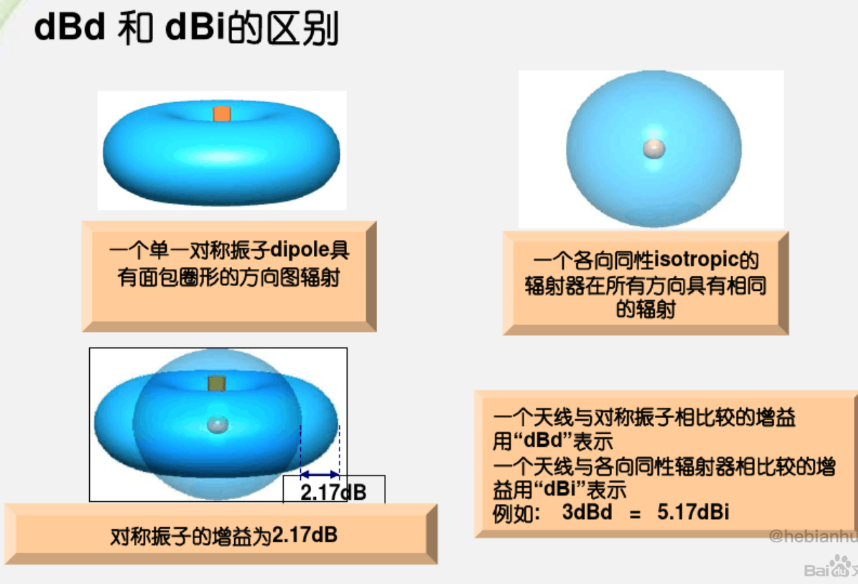 dBd 和 dBi的区别
一个单一对称振子dipole具
有面包圈形的方向图辐射
一个各向同性isotropic的
辐射器在所有方向具有相同
的辐射
2.17dB
对称振子的增益为2.17dB
一个天线与对称振子相比较的增益
用“dBd”表示
一个天线与各向同性辐射器相比较的增
益用“dBi”表示
例如: 3dBd = 5.17dBi
@hebianhu
Bai